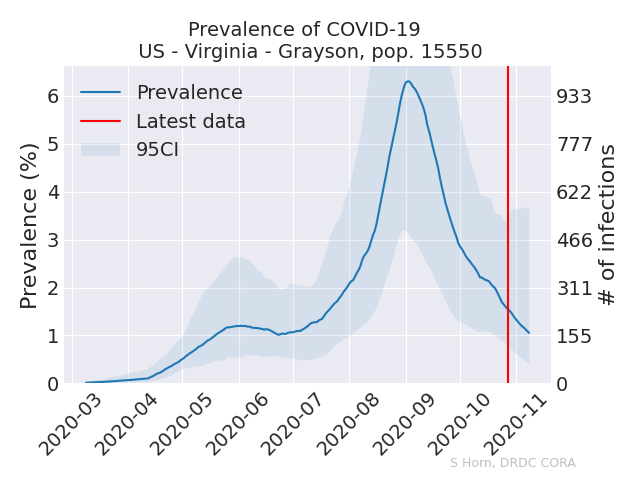 Prevalence of COVID-19
US - Virginia - Grayson, pop. 15550
Prevalence
Latest data
95CI
Prevalence (%)
6
5
4
3
2
1
0
933
777
622
466
311
155
0
# of infections
2020-03
2020-04
2020-05
2020-06
2020-07
2020-08
2020-09
2020-10
2020-11
S Horn, DRDC CORA